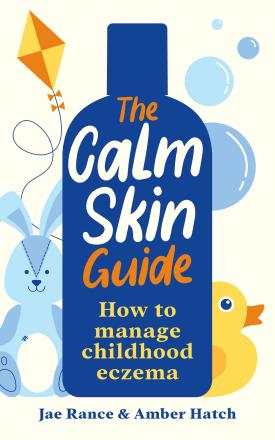 The
Calm
Skin
Guide
How to
manage
childhood
eczema
Jae Rance & Amber Hatch